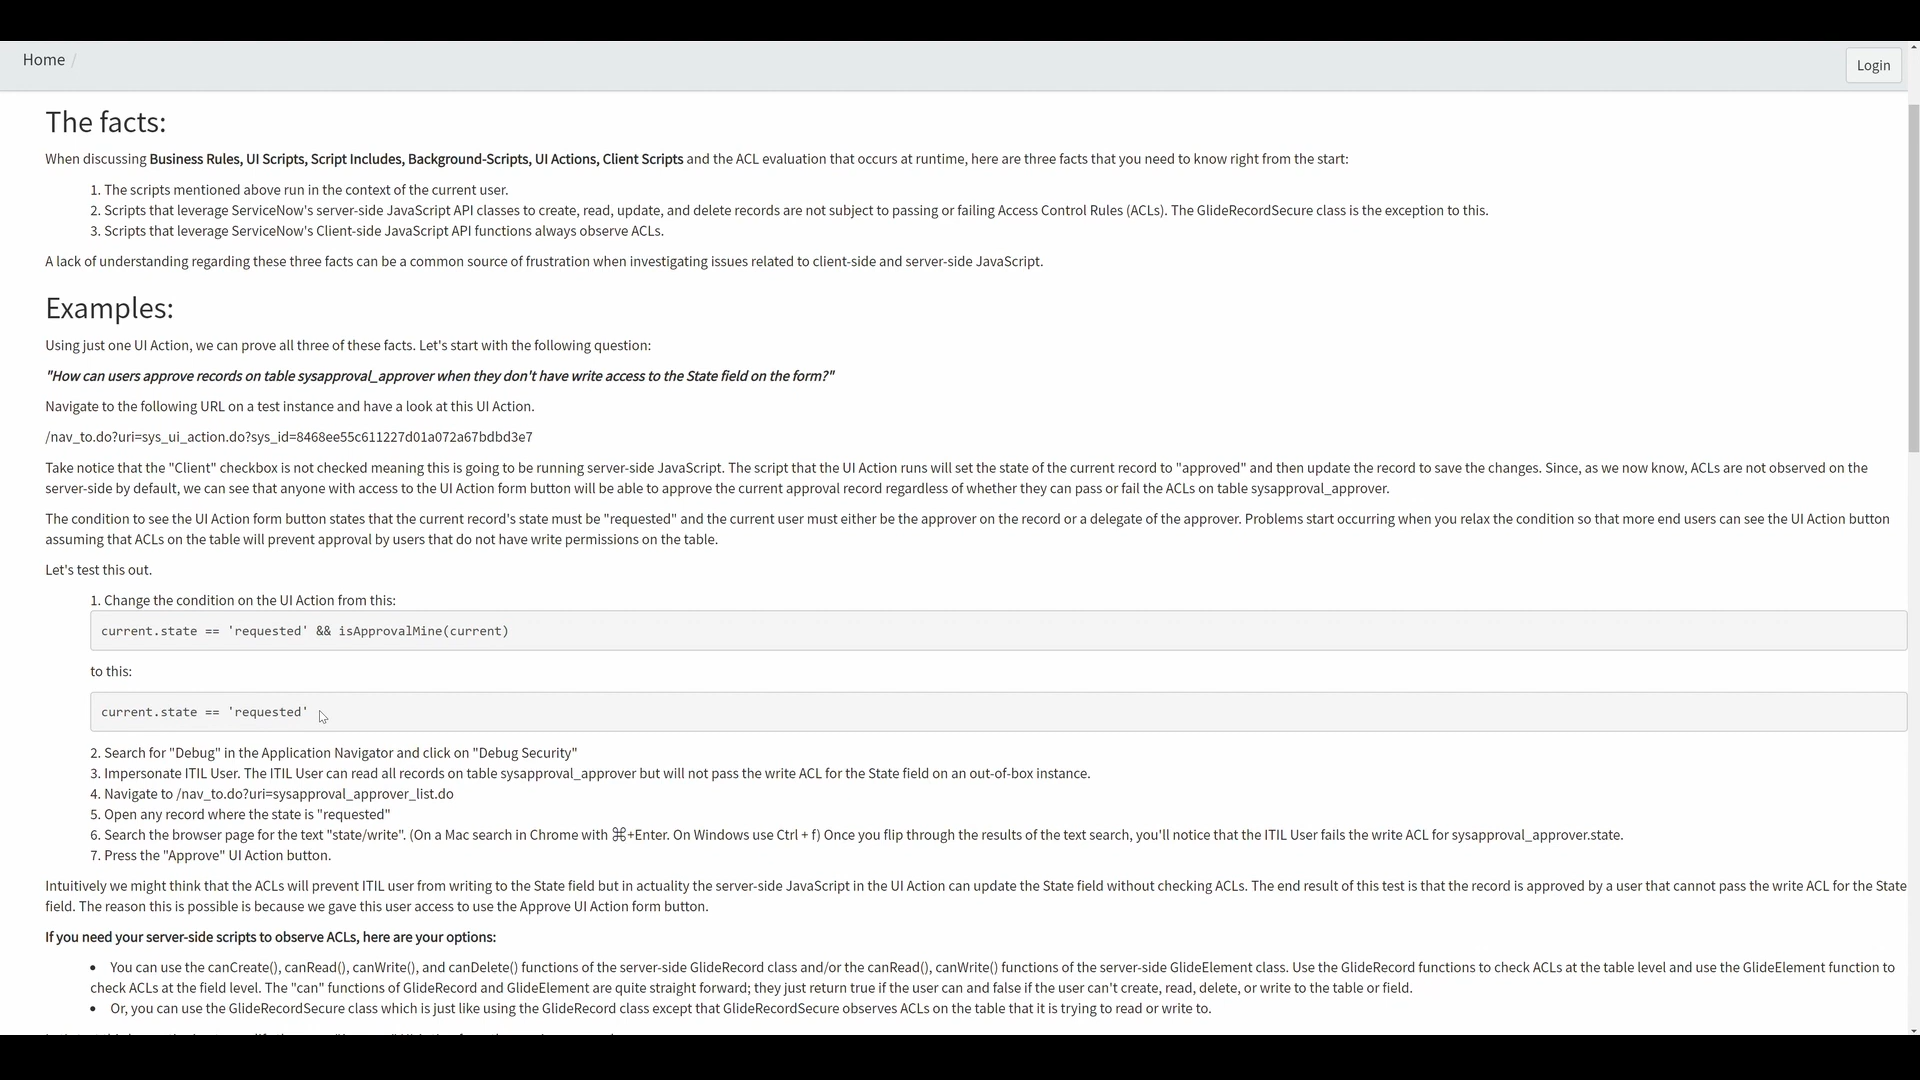 Home /
Login
The facts:
When discussing Business Rules, UI Scripts, Script Includes, Background-Scripts, UI Actions, Client Scripts and the ACL evaluation that occurs at runtime, here are three facts that you need to know right from the start:
1. The scripts mentioned above run in the context of the current user.
2. Scripts that leverage ServiceNow's server-side JavaScript API classes to create, read, update, and delete records are not subject to passing or failing Access Control Rules (ACLs). The GlideRecordSecure class is the exception to this.
3. Scripts that leverage ServiceNow's Client-side JavaScript API functions always observe ACLs.
A lack of understanding regarding these three facts can be a common source of frustration when investigating issues related to client-side and server-side JavaScript.
Examples:
Using just one UI Action, we can prove all three of these facts. Let's start with the following question:
"How can users approve records on table sysapproval_approver when they don't have write access to the State field on the form?"
Navigate to the following URL on a test instance and have a look at this UI Action.
/nav_to.do?uri=sys_ui_action.do?sys_id=8468ee55c611227d01a072a67bdbd3e7
Take notice that the "Client" checkbox is not checked meaning this is going to be running server-side JavaScript. The script that the UI Action runs will set the state of the current record to "approved" and then update the record to save the changes. Since, as we now know, ACLs are not observed on the
server-side by default, we can see that anyone with access to the UI Action form button will be able to approve the current approval record regardless of whether they can pass or fail the ACLs on table sysapproval_approver.
The condition to see the UI Action form button states that the current record's state must be "requested" and the current user must either be the approver on the record or a delegate of the approver. Problems start occurring when you relax the condition so that more end users can see the UI Action button
assuming that ACLs on the table will prevent approval by users that do not have write permissions on the table.
Let's test this out.
1. Change the condition on the UI Action from this:
current.state == 'requested' && isApprovalMine(current)
to this:
current.state == 'requested'
2. Search for "Debug" in the Application Navigator and click on "Debug Security"
3. Impersonate ITIL User. The ITIL User can read all records on table sysapproval_approver but will not pass the write ACL for the State field on an out-of-box instance.
4. Navigate to /nav_to.do?uri=sysapproval_approver_list.do
5. Open any record where the state is "requested"
6. Search the browser page for the text "state/write". (On a Mac search in Chrome with ⌘+Enter. On Windows use Ctrl + f) Once you flip through the results of the text search, you'll notice that the ITIL User fails the write ACL for sysapproval_approver.state.
7. Press the "Approve" UI Action button.
Intuitively we might think that the ACLs will prevent ITIL user from writing to the State field but in actuality the server-side JavaScript in the UI Action can update the State field without checking ACLs. The end result of this test is that the record is approved by a user that cannot pass the write ACL for the State
field. The reason this is possible is because we gave this user access to use the Approve UI Action form button.
If you need your server-side scripts to observe ACLs, here are your options:
• You can use the canCreate(), canRead(), canWrite(), and canDelete() functions of the server-side GlideRecord class and/or the canRead(), canWrite() functions of the server-side GlideElement class. Use the GlideRecord functions to check ACLs at the table level and use the GlideElement function to
check ACLs at the field level. The "can" functions of GlideRecord and GlideElement are quite straight forward; they just return true if the user can and false if the user can't create, read, delete, or write to the table or field.
• Or, you can use the GlideRecordSecure class which is just like using the GlideRecord class except that GlideRecordSecure observes ACLs on the table that it is trying to read or write to.